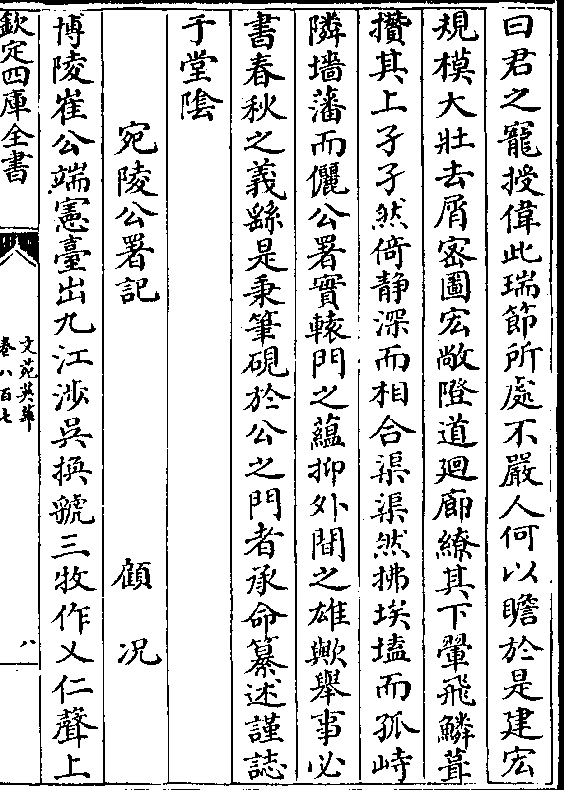 曰君之寵授偉此瑞節所處不嚴人何以瞻於是建宏
規模大壯去屑宻圖宏敞隥道廻廊繚其下翬飛鱗葺
攢其上孑孑然倚静深而相合渠渠然拂埃壒而孤峙
隣墻藩而儷公署實轅門之蘊抑外閫之雄歟舉事必
書春秋之義繇是秉筆硯於公之門者承命纂述謹誌
于堂隂
宛陵公署記 顧况
博陵崔公端憲臺出九江涉吳換虢三牧作乂仁聲上
欽定四庫全書
文苑英華
卷八百七
八